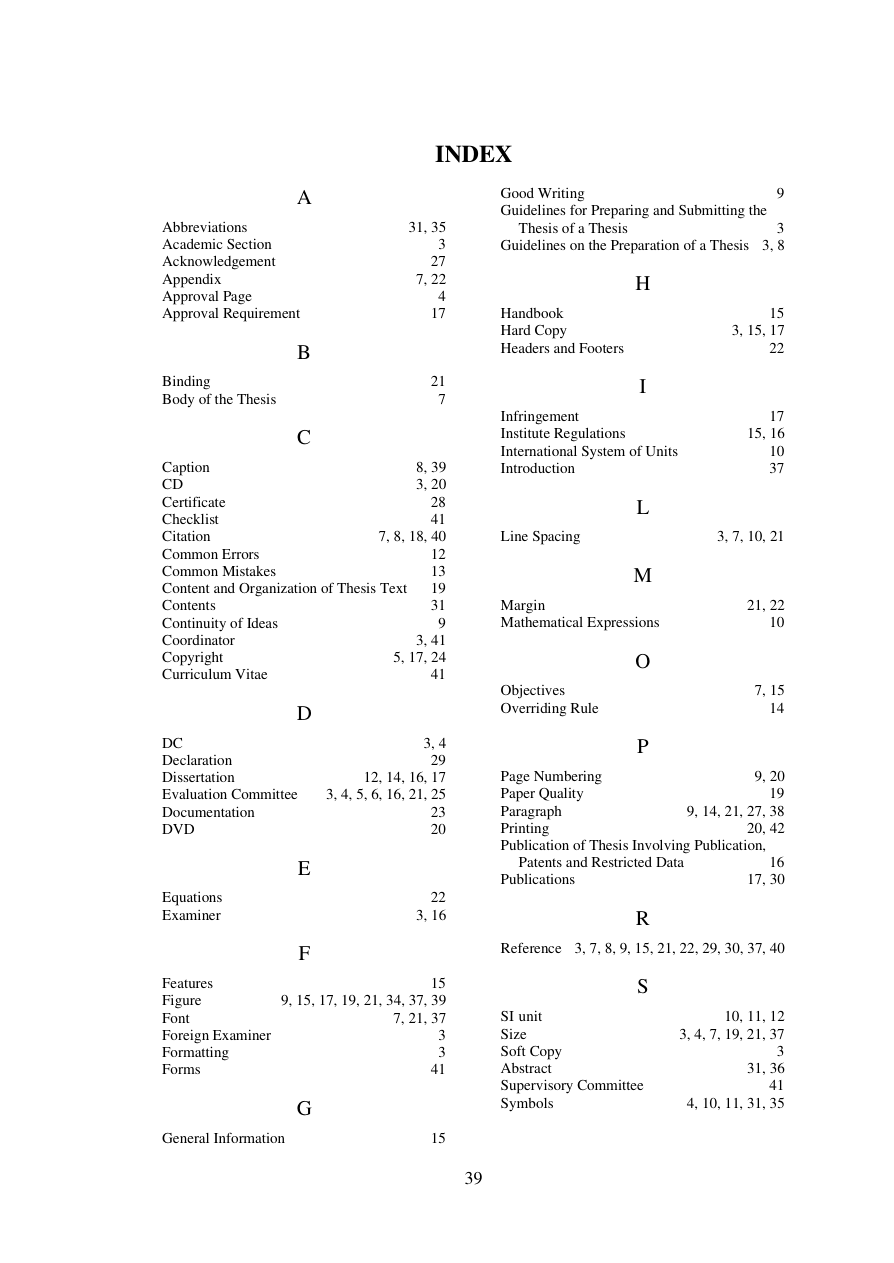 INDEX
A
Abbreviations 31, 35
Academic Section 3
Acknowledgement 27
Appendix 7, 22
Approval Page 4
Approval Requirement 17
B
Binding 21
Body of the Thesis 7
C
Caption 8, 39
CD 3, 20
Certificate 28
Checklist 41
Citation 7, 8, 18, 40
Common Errors 12
Common Mistakes 13
Content and Organization of Thesis Text 19
Contents 31
Continuity of Ideas 9
Coordinator 3, 41
Copyright 5, 17, 24
Curriculum Vitae 41
D
DC 3, 4
Declaration 29
Dissertation 12, 14, 16, 17
Evaluation Committee 3, 4, 5, 6, 16, 21, 25
Documentation 23
DVD 20
E
Equations 22
Examiner 3, 16
F
Features 15
Figure 9, 15, 17, 19, 21, 34, 37, 39
Font 7, 21, 37
Foreign Examiner 3
Formatting 3
Forms 41
G
General Information 15
Good Writing 9
Guidelines for Preparing and Submitting the
Thesis of a Thesis 3
Guidelines on the Preparation of a Thesis 3, 8
H
Handbook 15
Hard Copy 3, 15, 17
Headers and Footers 22
I
Infringement 17
Institute Regulations 15, 16
International System of Units 10
Introduction 37
L
Line Spacing 3, 7, 10, 21
M
Margin 21, 22
Mathematical Expressions 10
O
Objectives 7, 15
Overriding Rule 14
P
Page Numbering 9, 20
Paper Quality 19
Paragraph 9, 14, 21, 27, 38
Printing 20, 42
Publication of Thesis Involving Publication,
Patents and Restricted Data 16
Publications 17, 30
R
Reference 3, 7, 8, 9, 15, 21, 22, 29, 30, 37, 40
S
SI unit 10, 11, 12
Size 3, 4, 7, 19, 21, 37
Soft Copy 3
Abstract 31, 36
Supervisory Committee 41
Symbols 4, 10, 11, 31, 35
39